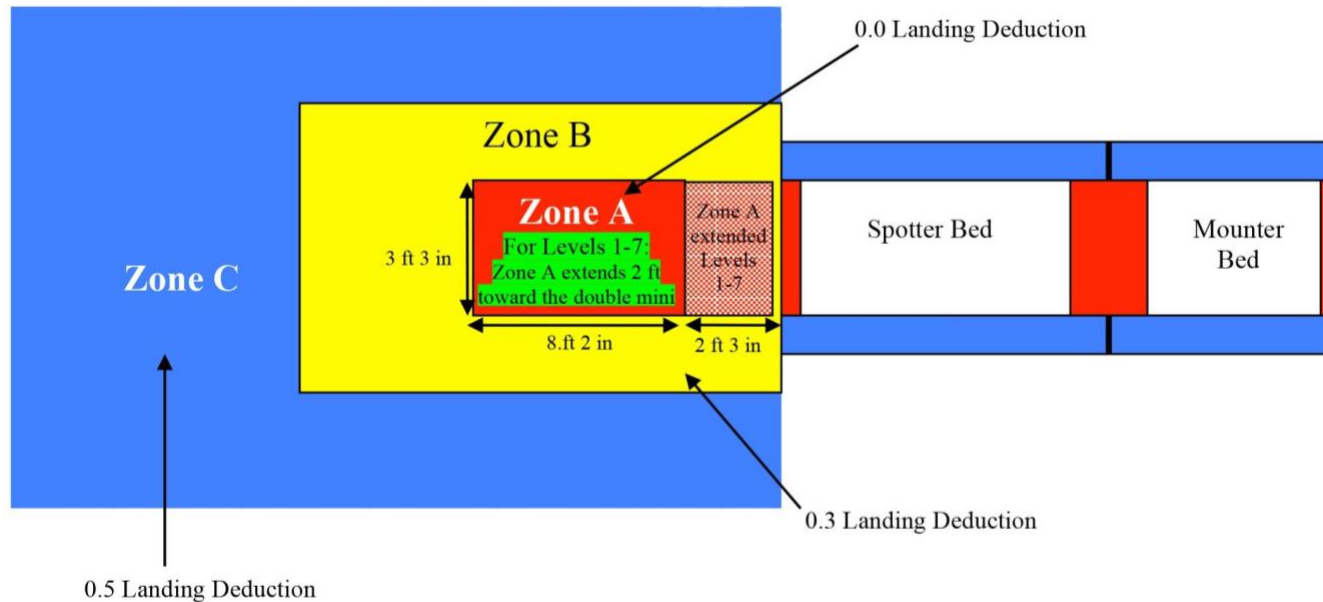 0.0 Landing Deduction
Zone B
Zone A
For Levels 1-7:
Zone A extends 2 ft
toward the double mini
Zone A
extended
Levels
1-7
Spotter Bed
Mounter
Bed
3 ft 3 in
Zone C
8.ft 2 in
2 ft 3 in
0.3 Landing Deduction
0.5 Landing Deduction